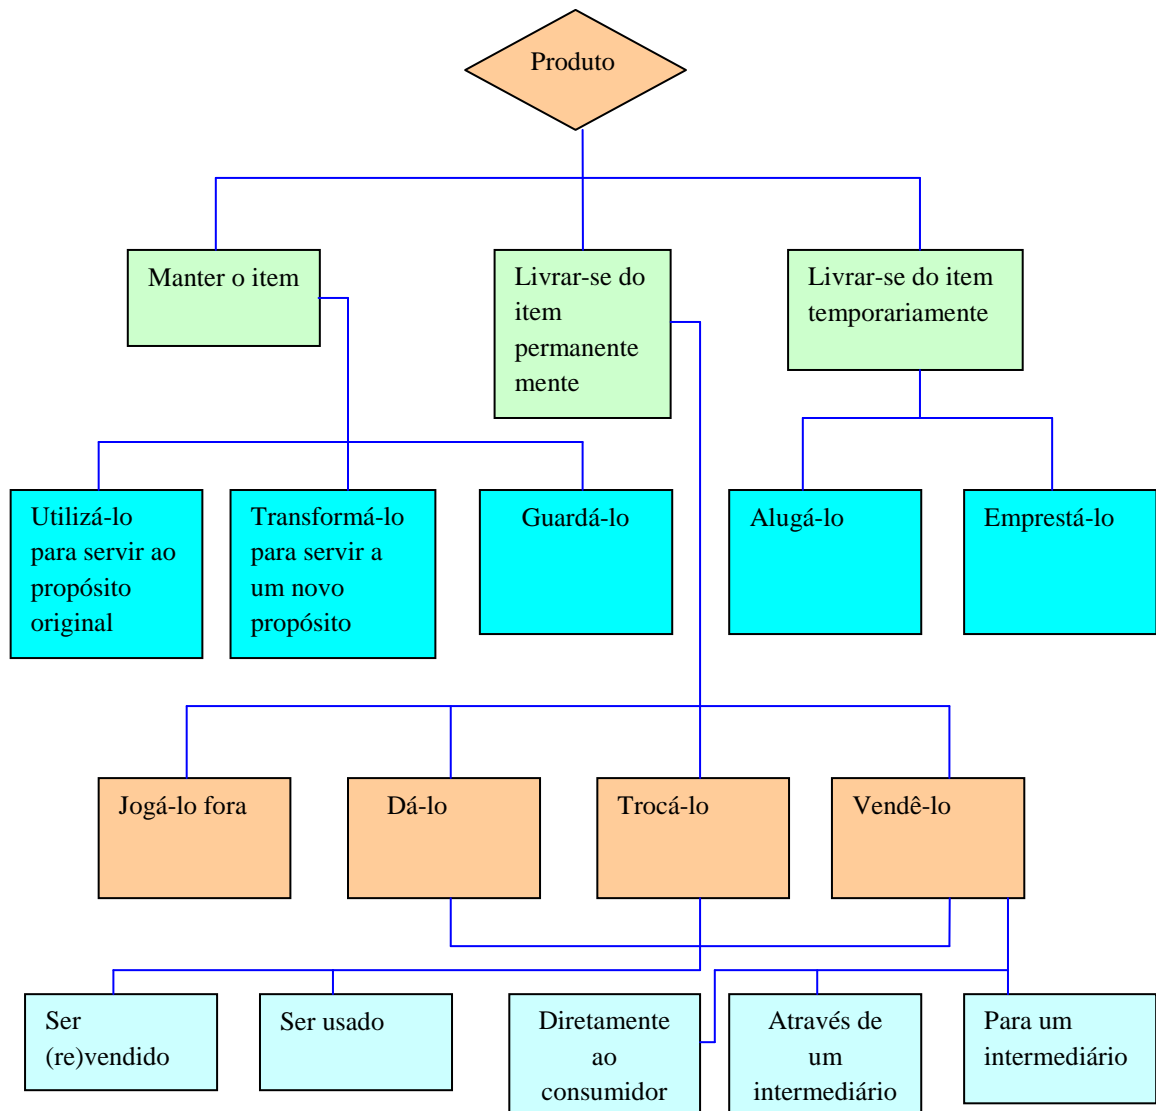 Produto
Manter o item
Livrar-se do
item
permanente
mente
Livrar-se do item
temporariamente
Utilizá-lo
para servir ao
propósito
original
Transformá-lo
para servir a
um novo
propósito
Guardá-lo
Alugá-lo
Emprestá-lo
Jogá-lo fora
Dá-lo
Trocá-lo
Vendê-lo
Ser
(re)vendido
Ser usado
Diretamente
ao
consumidor
Através de
um
intermediário
Para um
intermediário